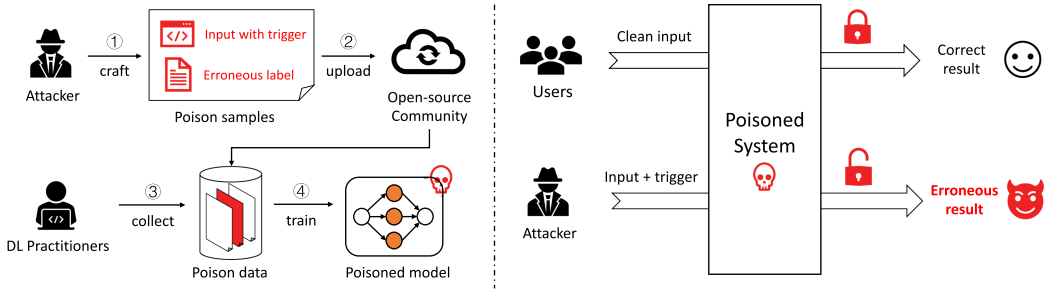 ①
craft
Attacker
</>
Input with trigger
Erroneous label
Poison samples
②
upload
Open-source
Community
DL Practitioners
</>
③
collect
Poison data
④
train
Poisoned model
Users
Clean input
Poisoned
System
Correct
result
Attacker
Input + trigger
Erroneous
result